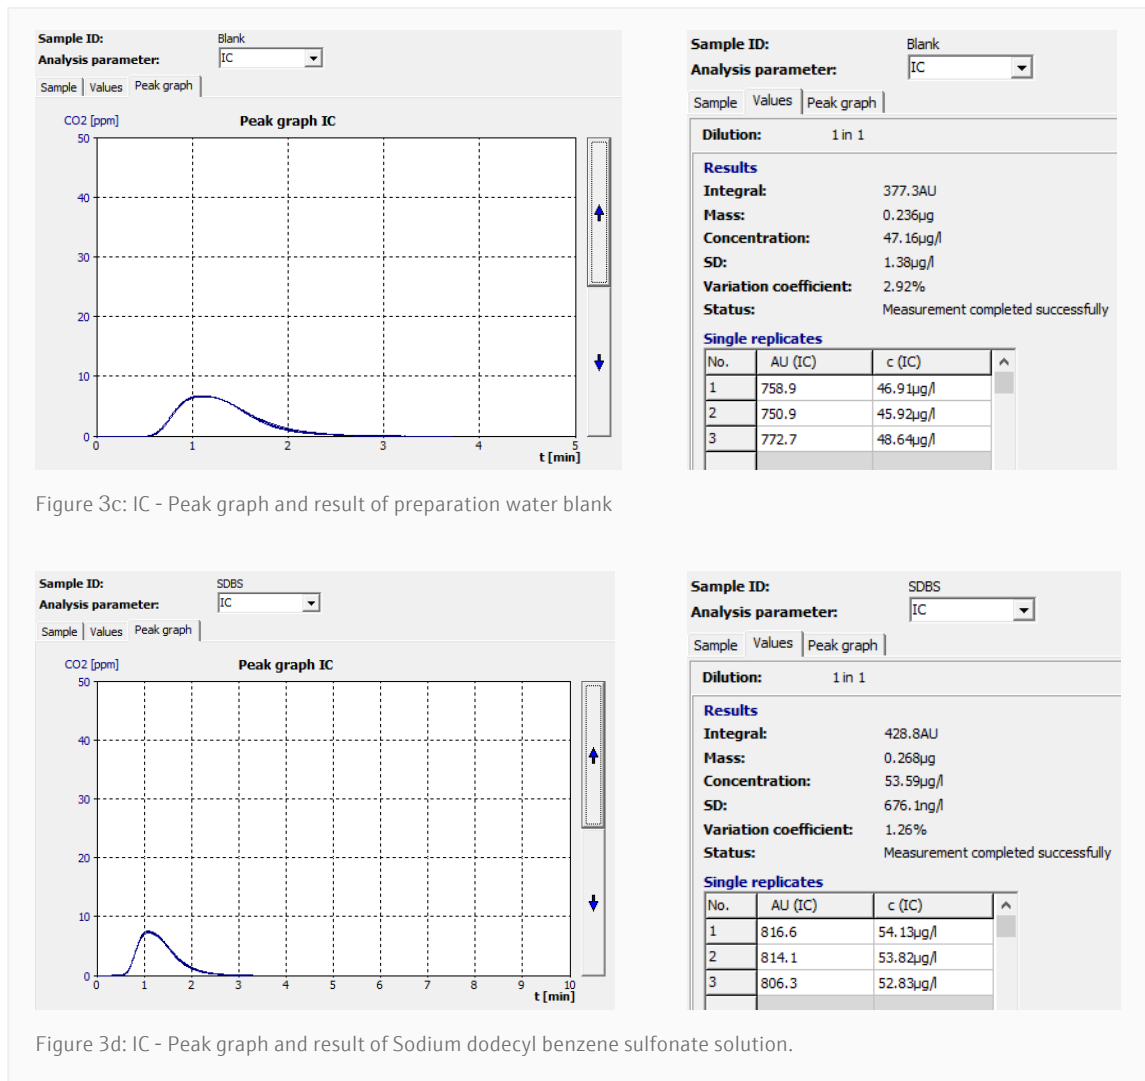 Sample ID: Blank
Analysis parameter: IC
Sample Values Peak graph
CO2 [ppm] Peak graph IC
50
40
30
20
10
0
0 1 2 3 4 5
t [min]
Sample ID: Blank
Analysis parameter: IC
Sample Values Peak graph
Dilution: 1 in 1
Results
Integral: 377.3AU
Mass: 0.236µg
Concentration: 47.16µg/l
SD: 1.38µg/l
Variation coefficient: 2.92%
Status: Measurement completed successfully
Single replicates
No. AU (IC) c (IC)
1 758.9 46.91µg/l
2 750.9 45.92µg/l
3 772.7 48.64µg/l
Figure 3c: IC - Peak graph and result of preparation water blank
Sample ID: SDBS
Analysis parameter: IC
Sample Values Peak graph
CO2 [ppm] Peak graph IC
50
40
30
20
10
0
0 1 2 3 4 5 6 7 8 9 10
t [min]
Sample ID: SDBS
Analysis parameter: IC
Sample Values Peak graph
Dilution: 1 in 1
Results
Integral: 428.8AU
Mass: 0.268µg
Concentration: 53.59µg/l
SD: 676.1ng/l
Variation coefficient: 1.26%
Status: Measurement completed successfully
Single replicates
No. AU (IC) c (IC)
1 816.6 54.13µg/l
2 814.1 53.82µg/l
3 806.3 52.83µg/l
Figure 3d: IC - Peak graph and result of Sodium dodecyl benzene sulfonate solution.